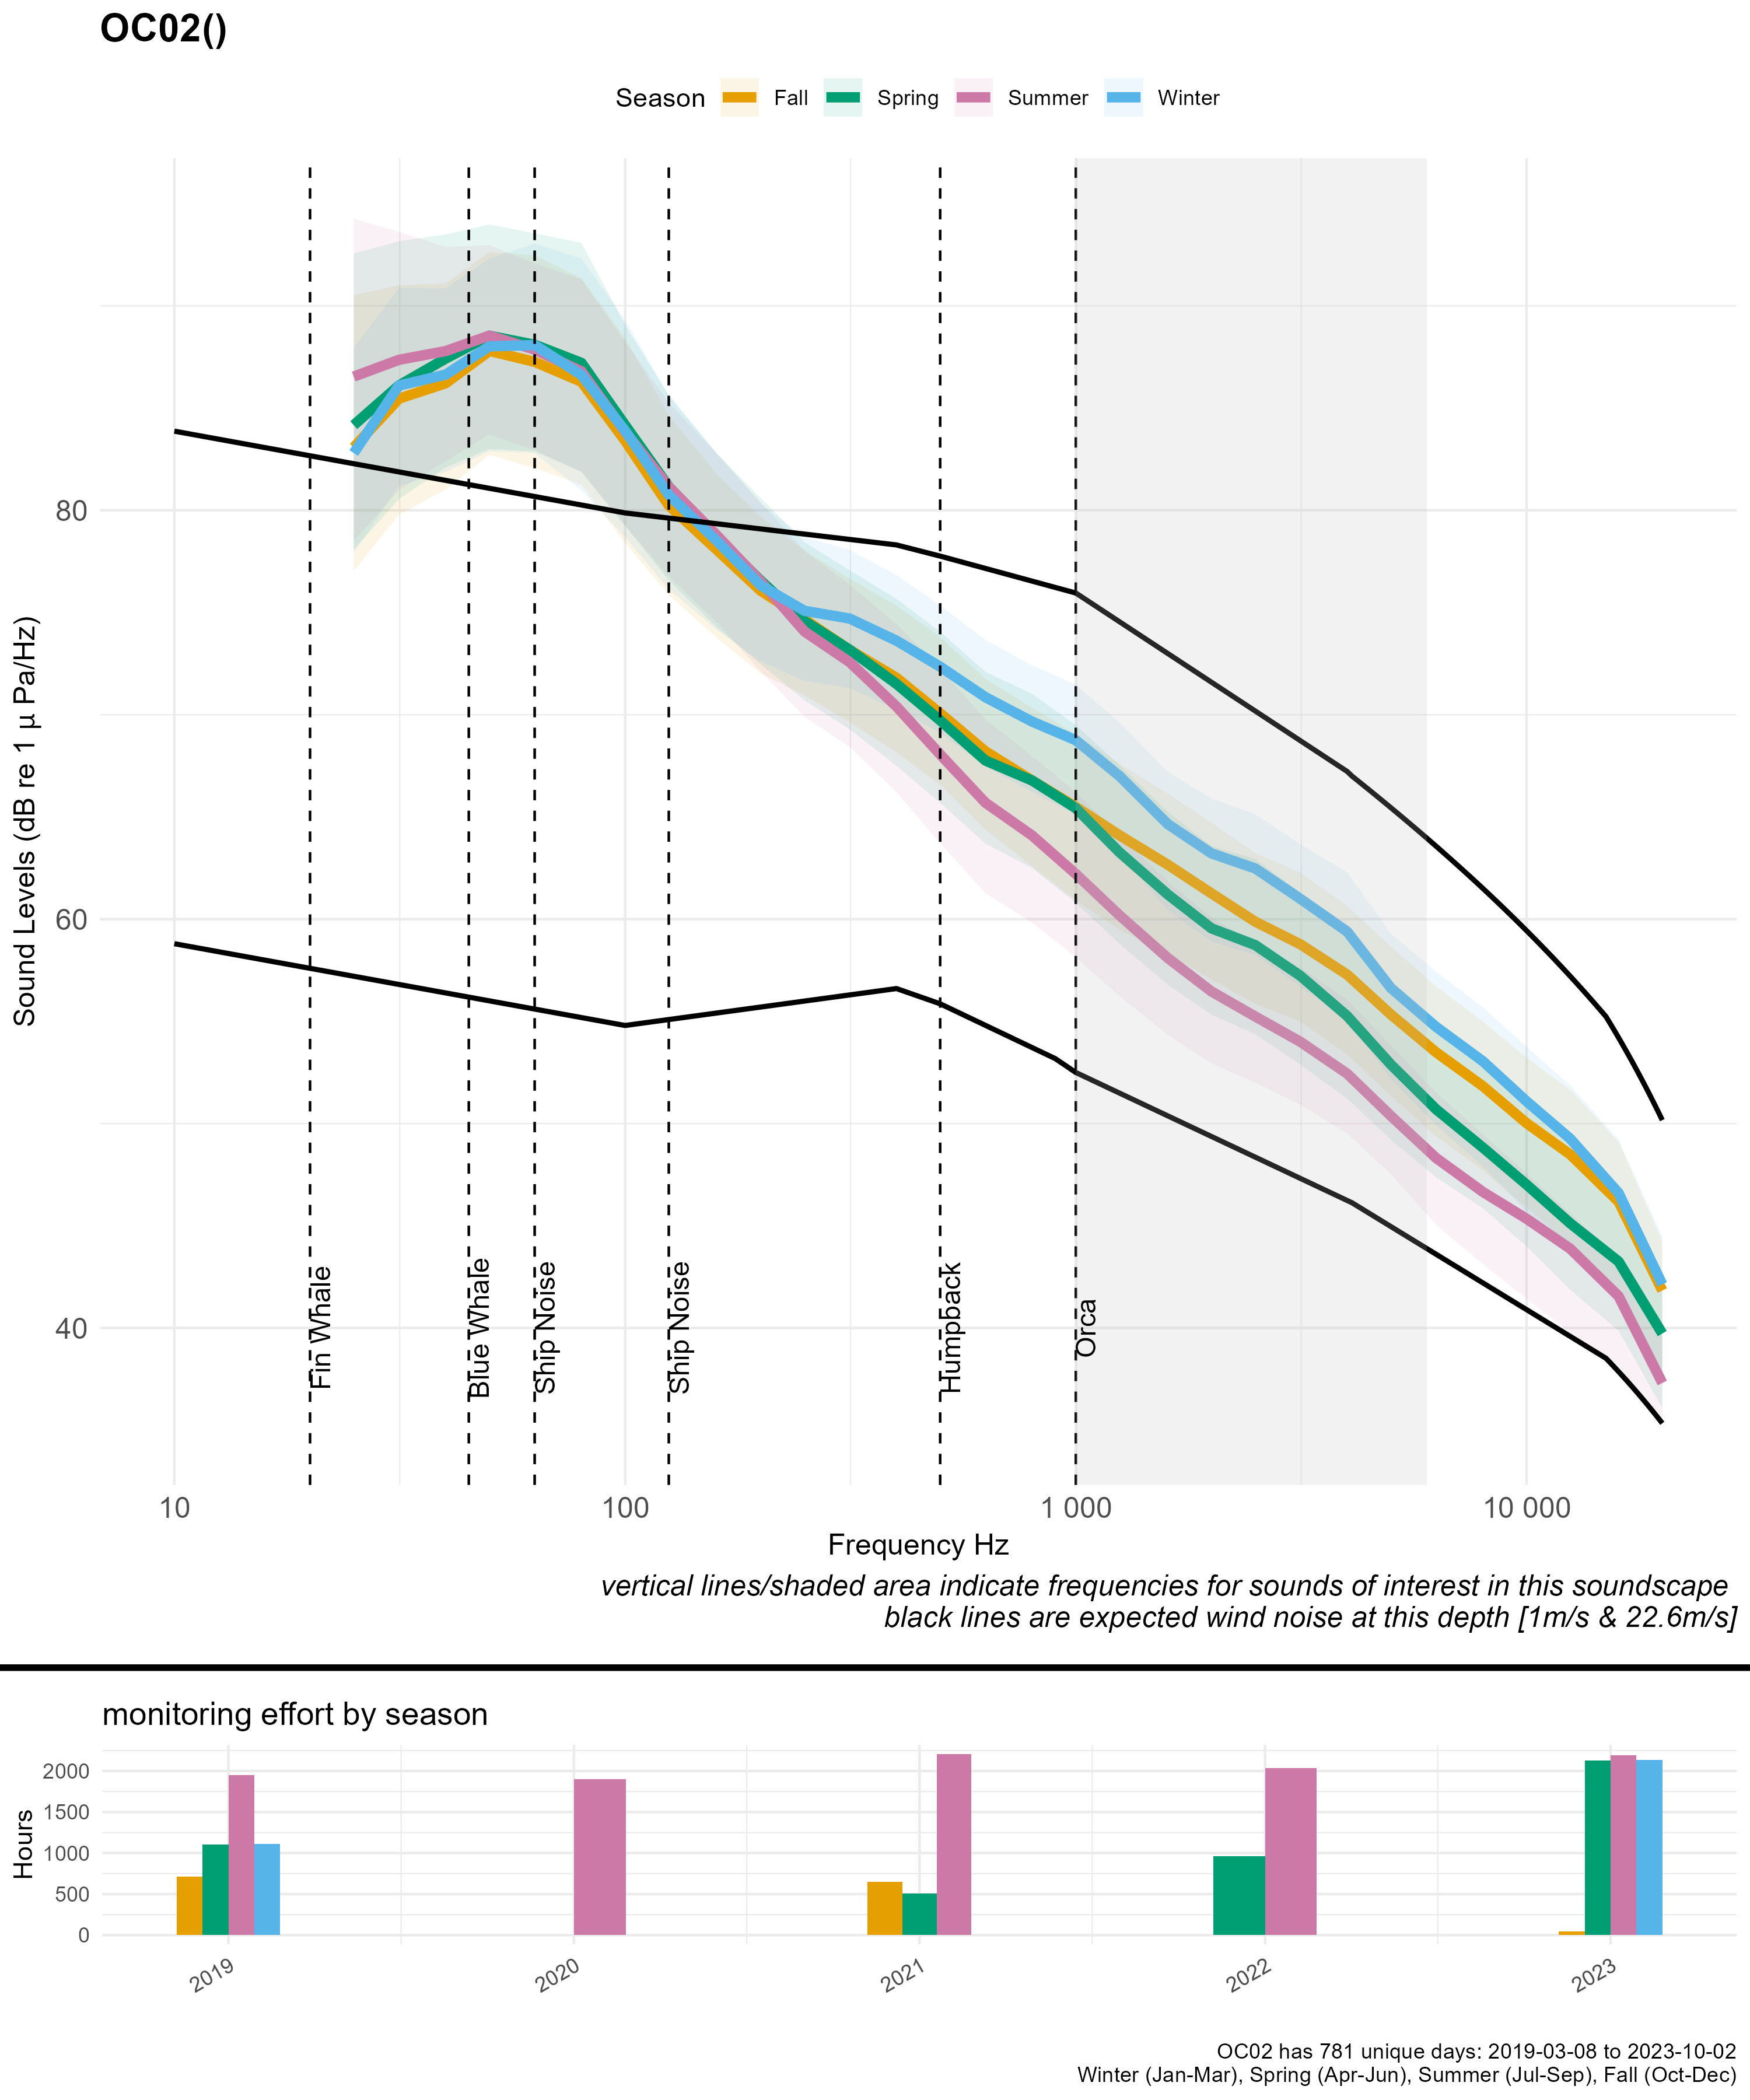 OC02()
Season Fall Spring Summer Winter
Sound Levels (dB re 1 µ Pa/Hz)
80
60
40
Fin Whale
Blue Whale
Ship Noise
Ship Noise
Humpback
Orca
10 100 1 000 10 000
Frequency Hz
vertical lines/shaded area indicate frequencies for sounds of interest in this soundscape
black lines are expected wind noise at this depth [1m/s & 22.6m/s]
monitoring effort by season
Hours
2000
1500
1000
500
0
2019 2020 2021 2022 2023
OC02 has 781 unique days: 2019-03-08 to 2023-10-02
Winter (Jan-Mar), Spring (Apr-Jun), Summer (Jul-Sep), Fall (Oct-Dec)